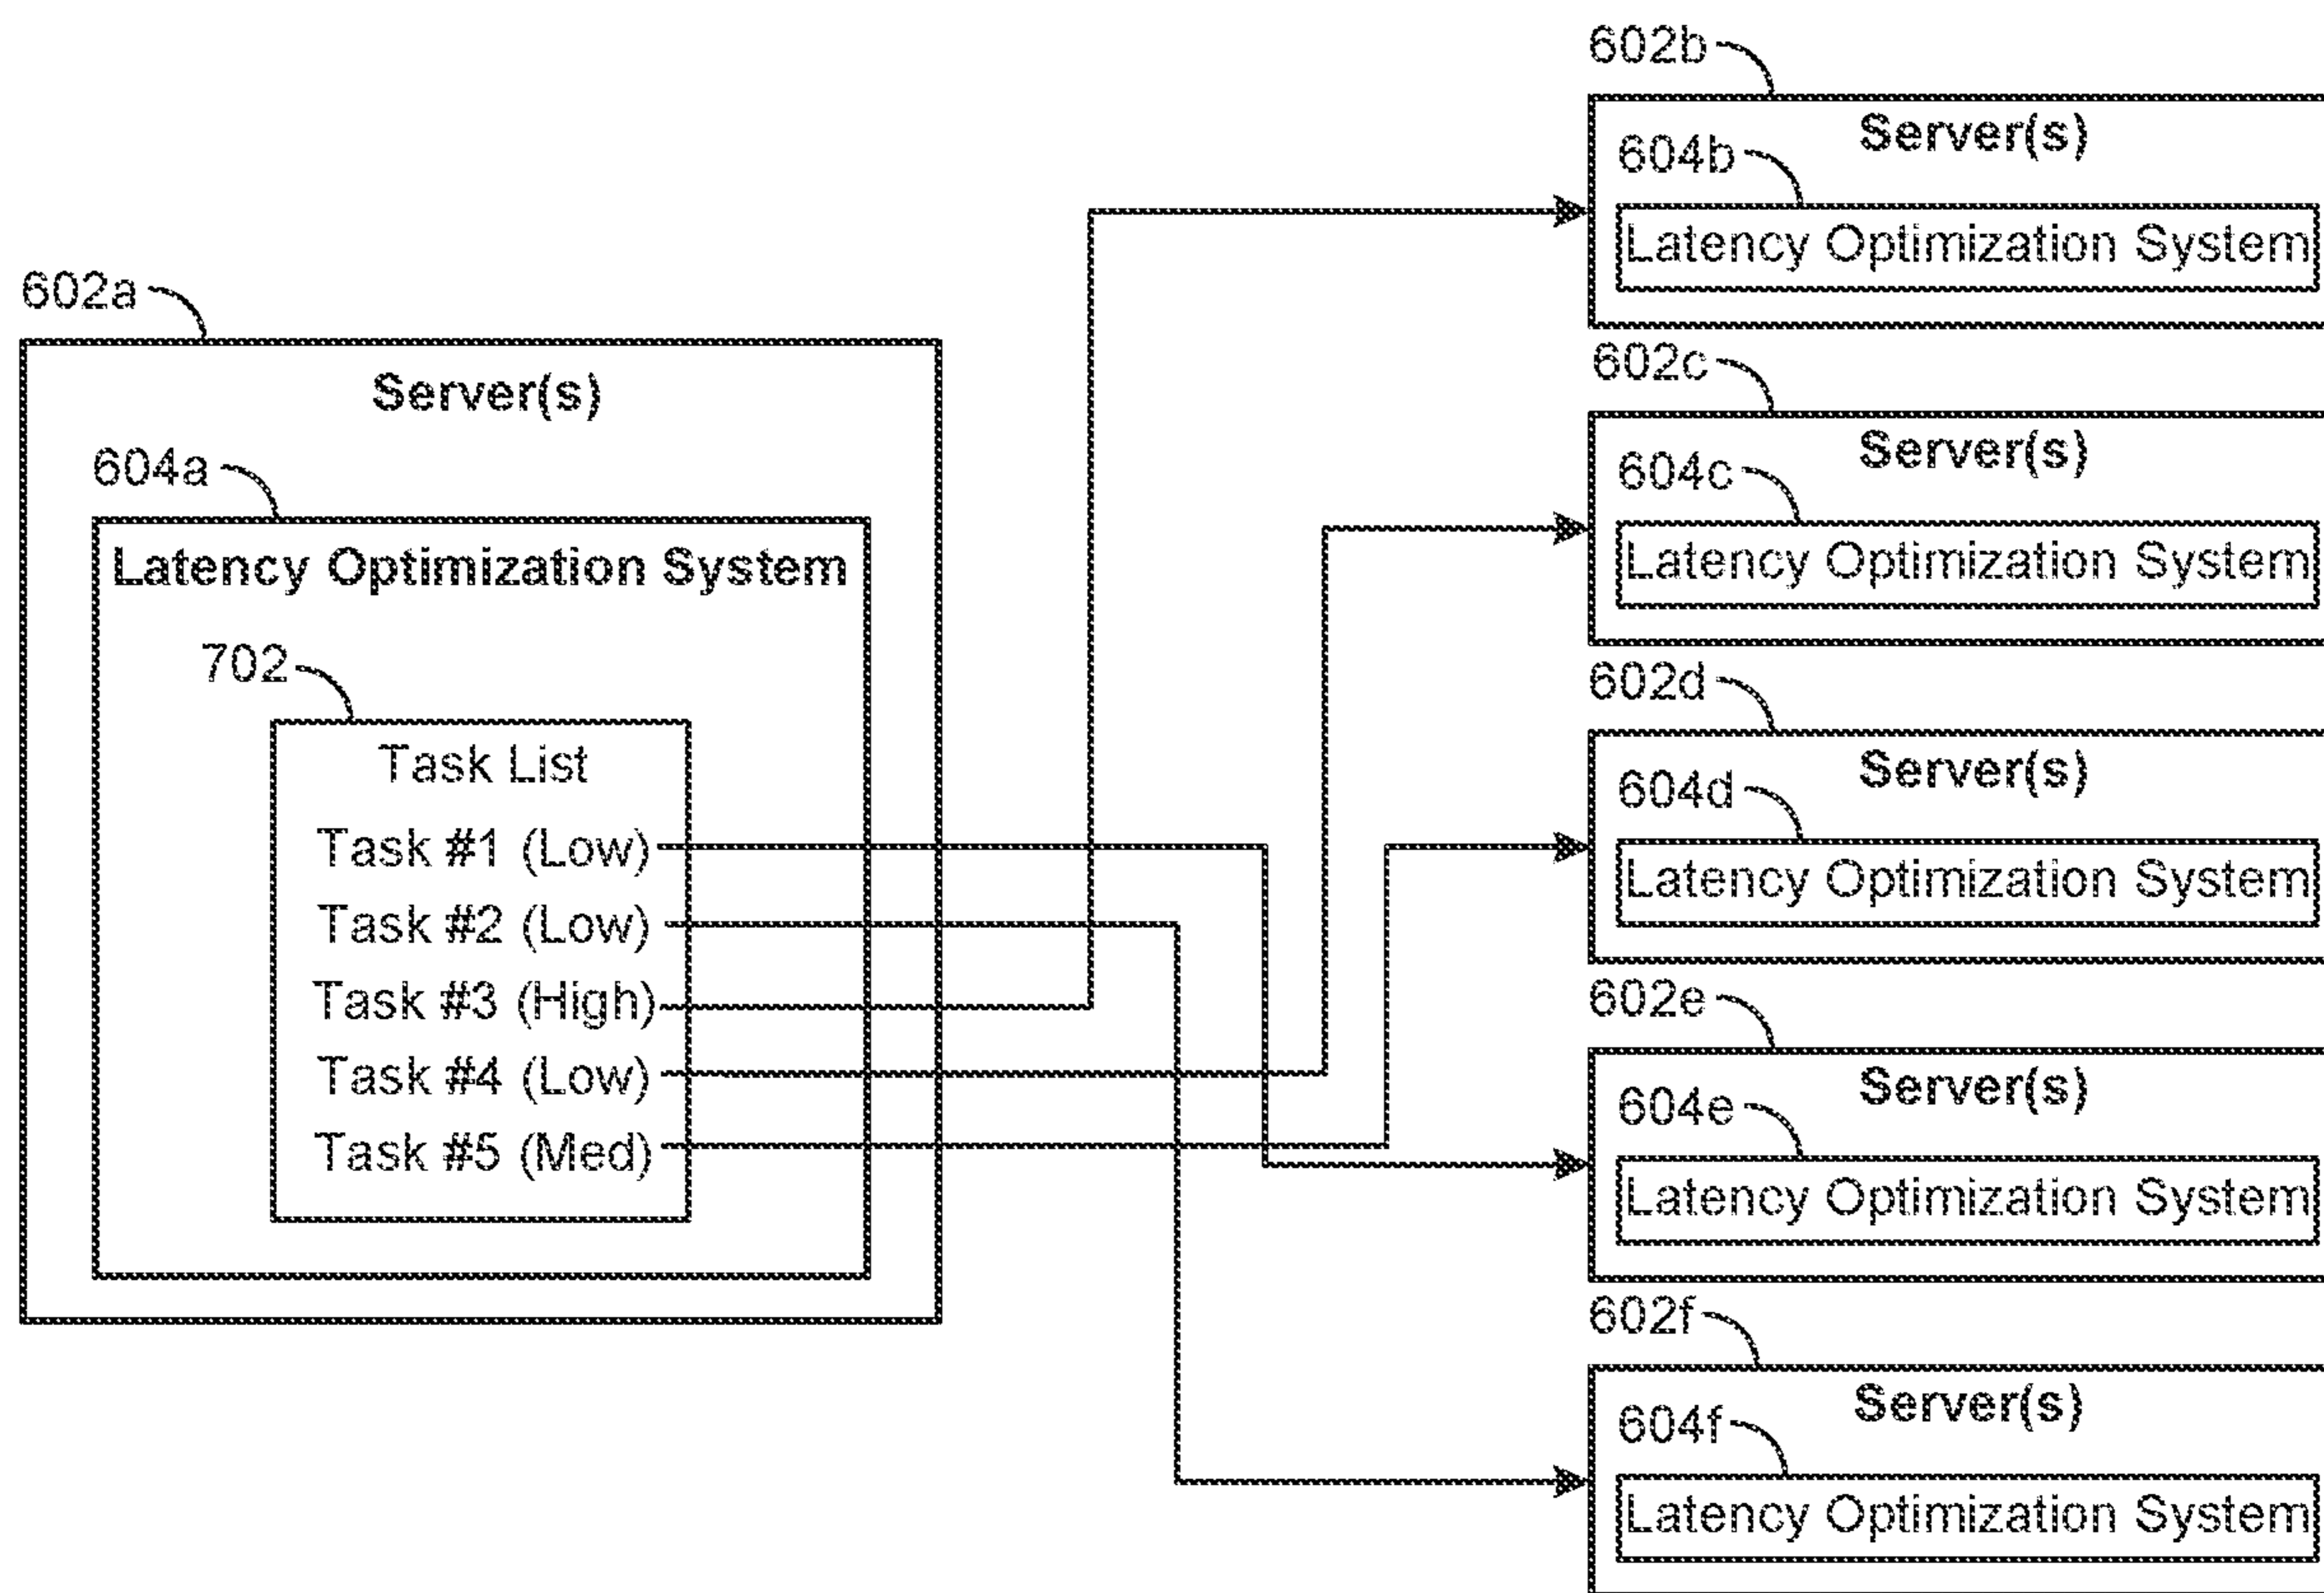 602a
Server(s)
604a
Latency Optimization System
702
Task List
Task #1 (Low)
Task #2 (Low)
Task #3 (High)
Task #4 (Low)
Task #5 (Med)
602b
Server(s)
604b
Latency Optimization System
602c
Server(s)
604c
Latency Optimization System
602d
Server(s)
604d
Latency Optimization System
602e
Server(s)
604e
Latency Optimization System
602f
Server(s)
604f
Latency Optimization System